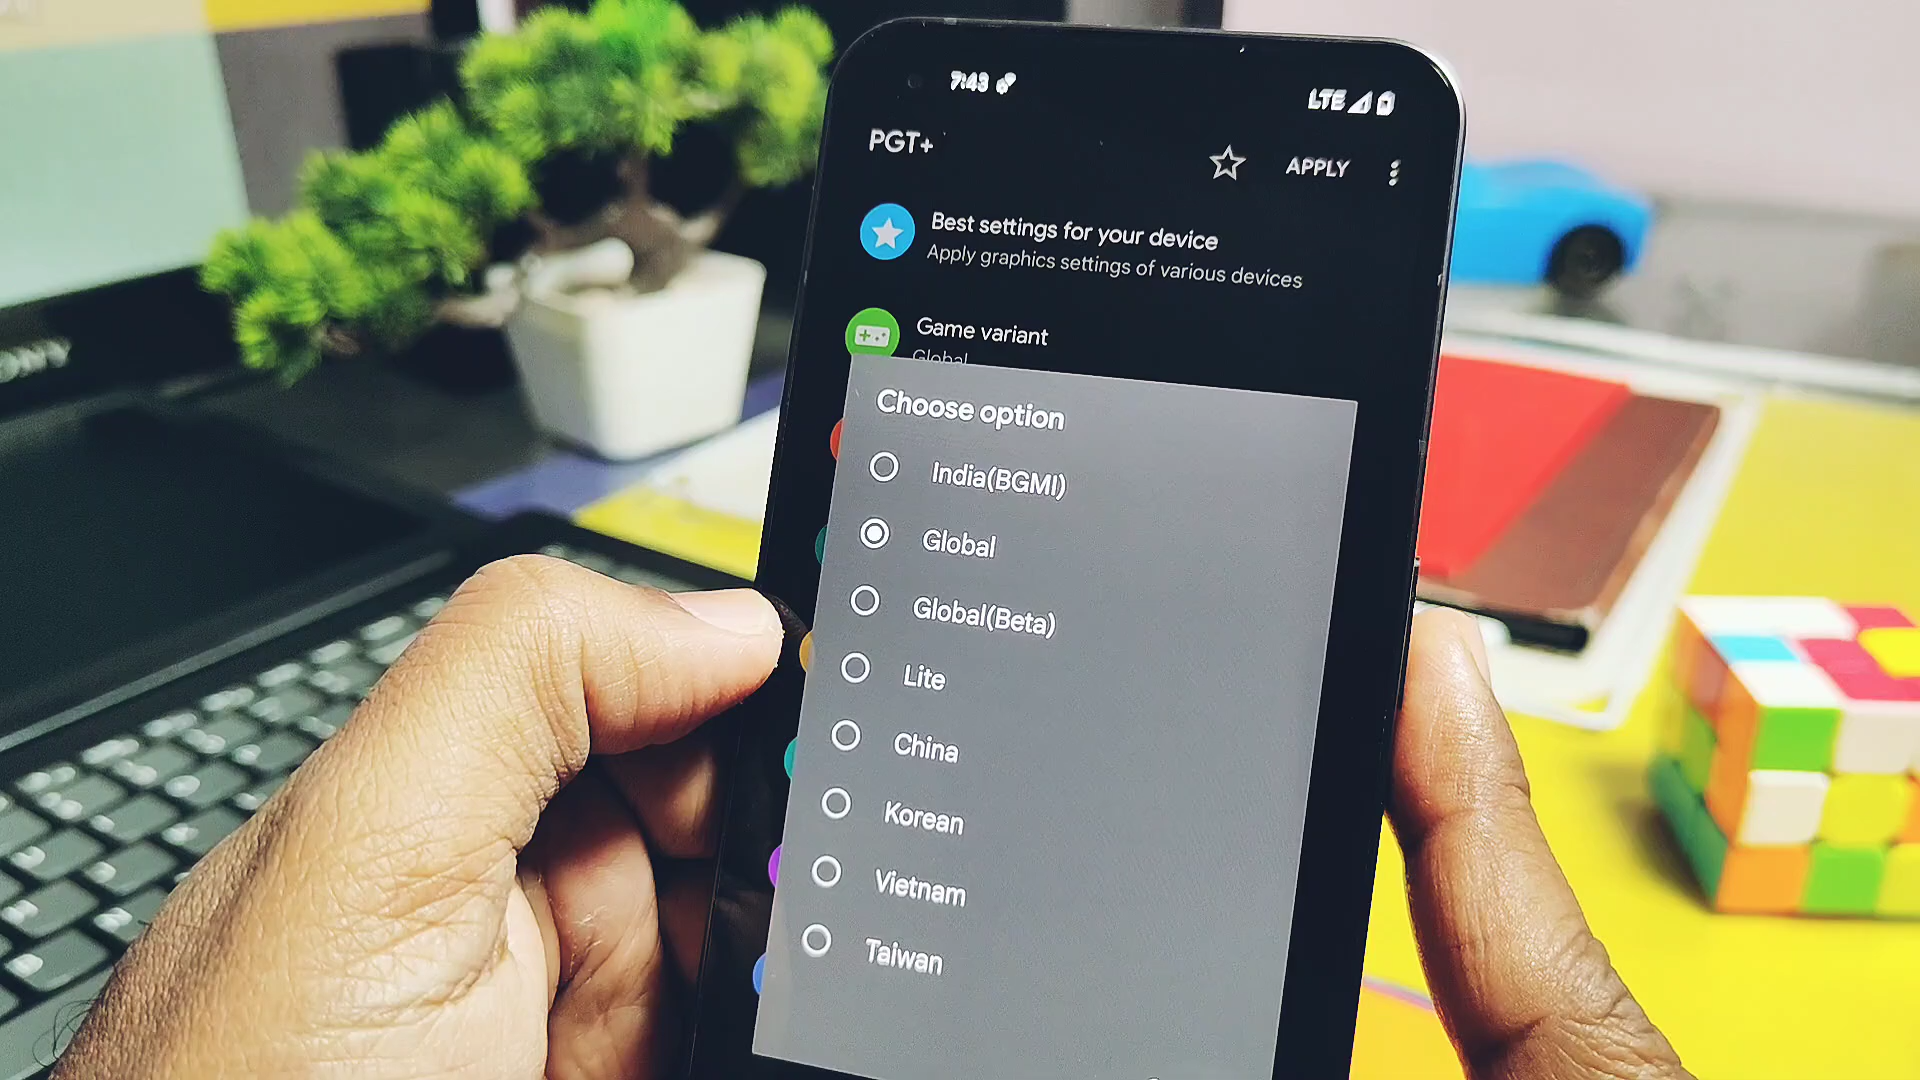 7:43
LTE
PGT+
APPLY
Best settings for your device
Apply graphics settings of various devices
Game variant
Global
Choose option
India(BGMI)
Global
Global(Beta)
Lite
China
Korean
Vietnam
Taiwan